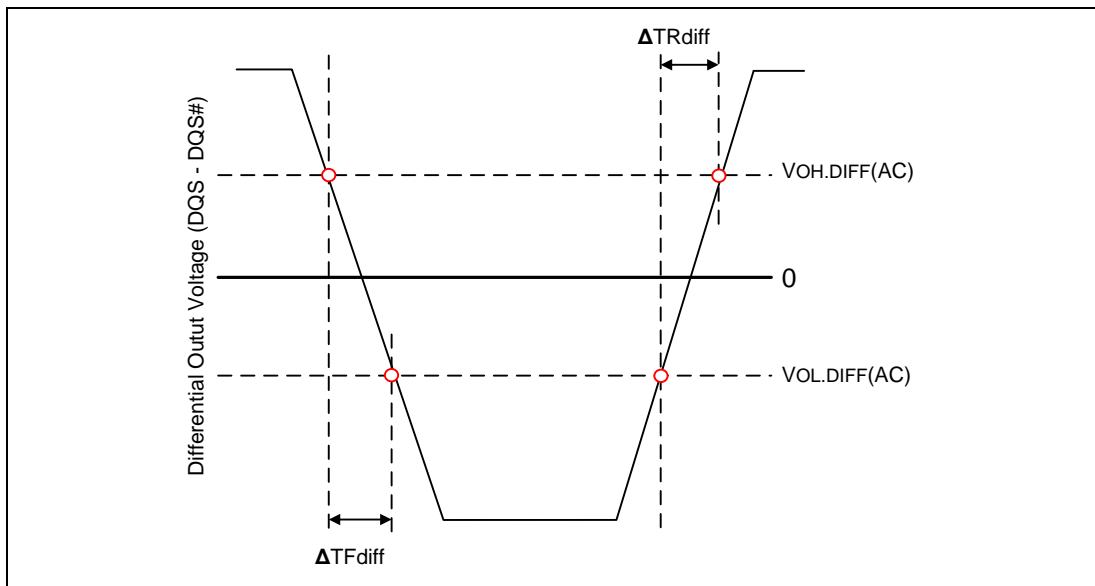 ΔTRdiff
Differential Outut Voltage (DQS - DQS#)
VOH.DIFF(AC)
0
VOL.DIFF(AC)
ΔTFdiff